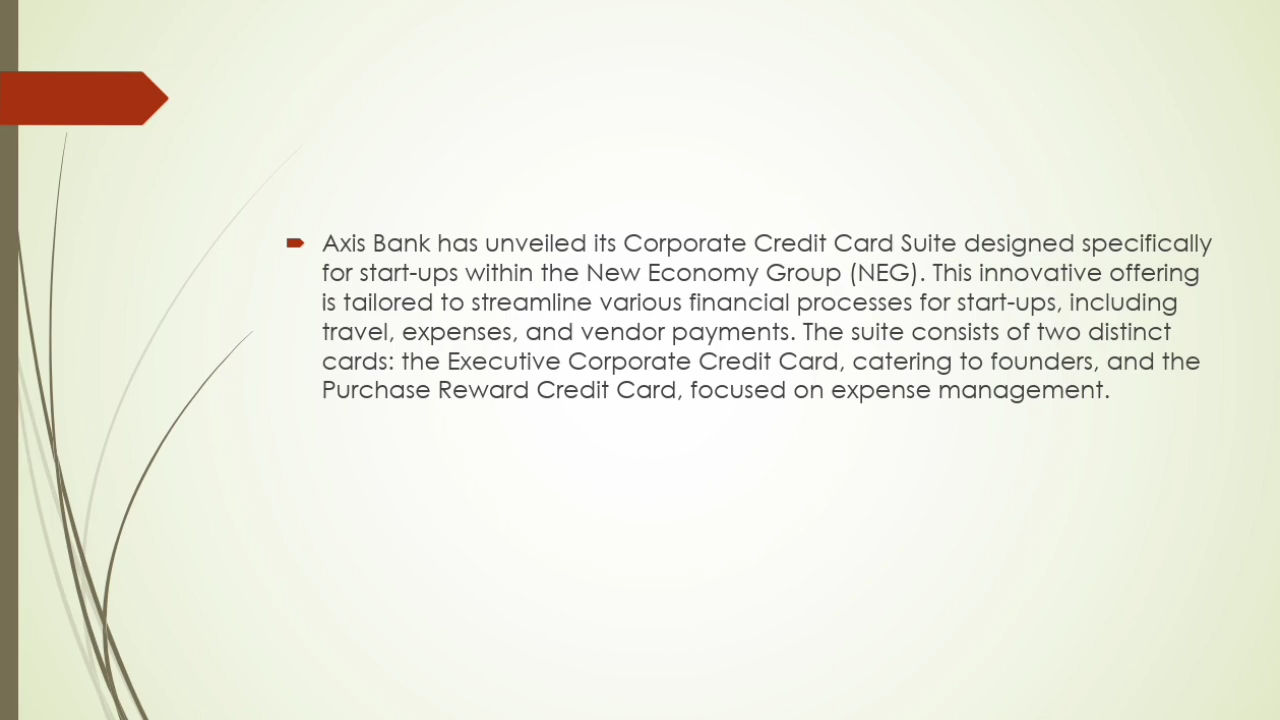 Axis Bank has unveiled its Corporate Credit Card Suite designed specifically
for start-ups within the New Economy Group (NEG). This innovative offering
is tailored to streamline various financial processes for start-ups, including
travel, expenses, and vendor payments. The suite consists of two distinct
cards: the Executive Corporate Credit Card, catering to founders, and the
Purchase Reward Credit Card, focused on expense management.